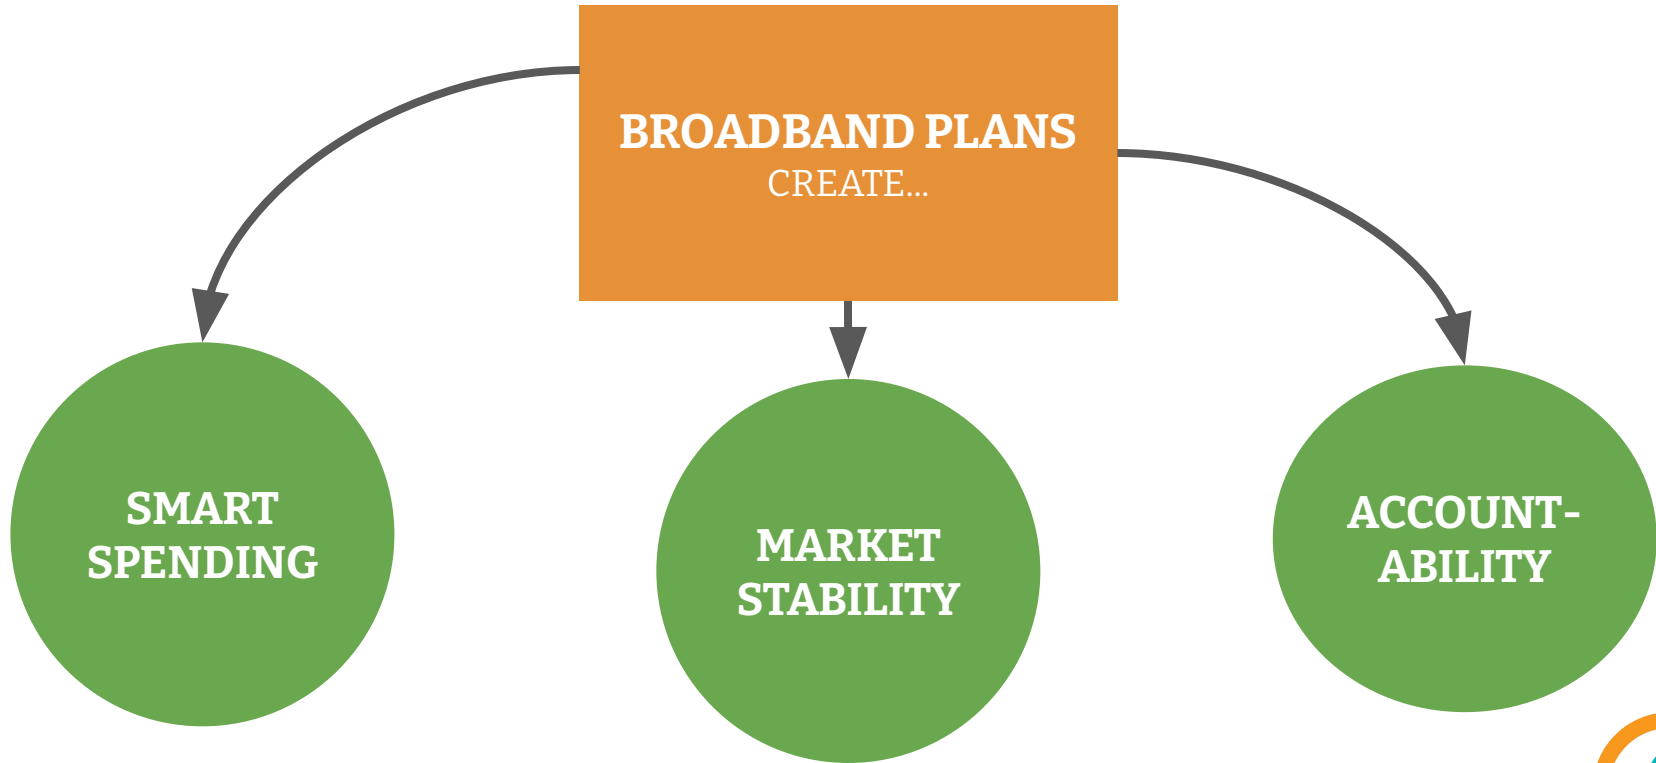 BROADBAND PLANS
CREATE...
SMART
SPENDING
MARKET
STABILITY
ACCOUNT-
ABILITY